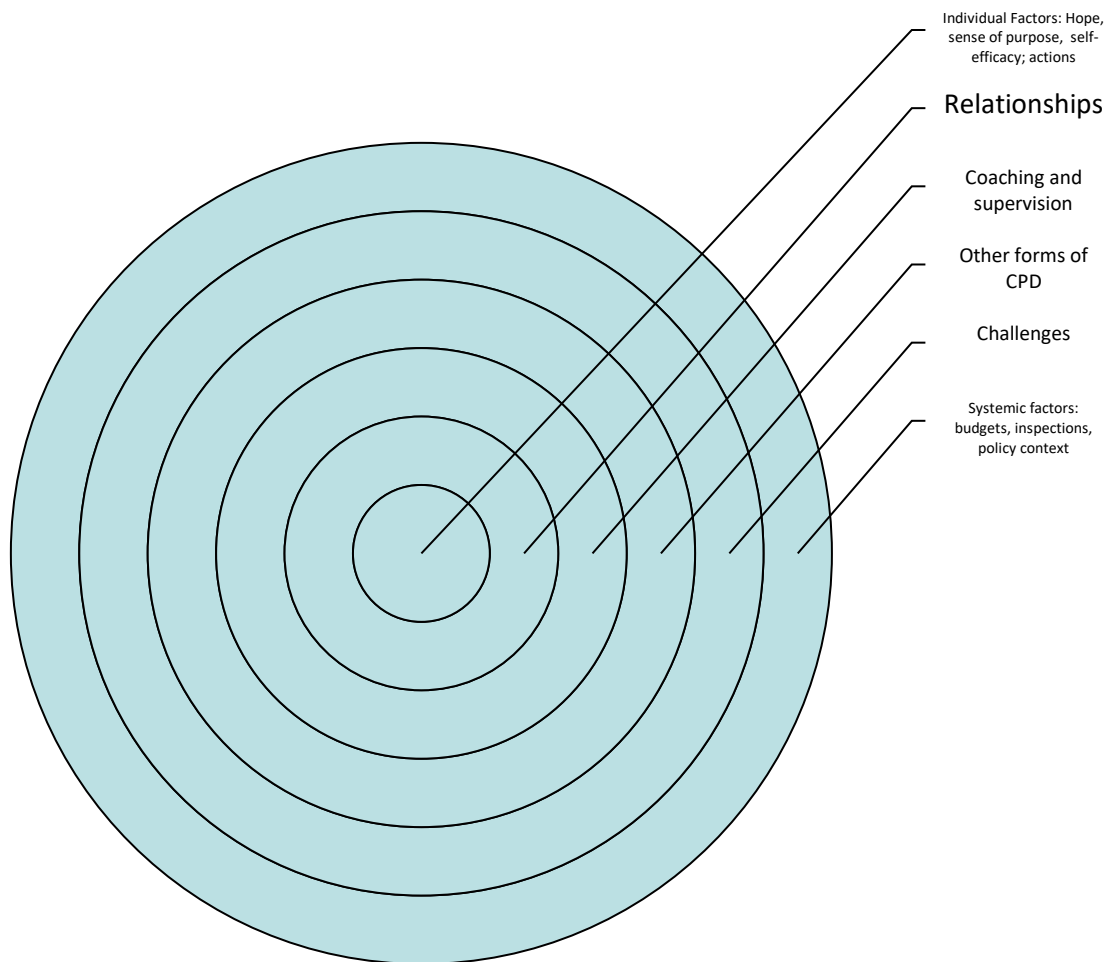 Individual Factors: Hope,
sense of purpose,  self-
efficacy; actions
Relationships
Coaching and
supervision
Other forms of
CPD
Challenges
Systemic factors:
budgets, inspections,
policy context